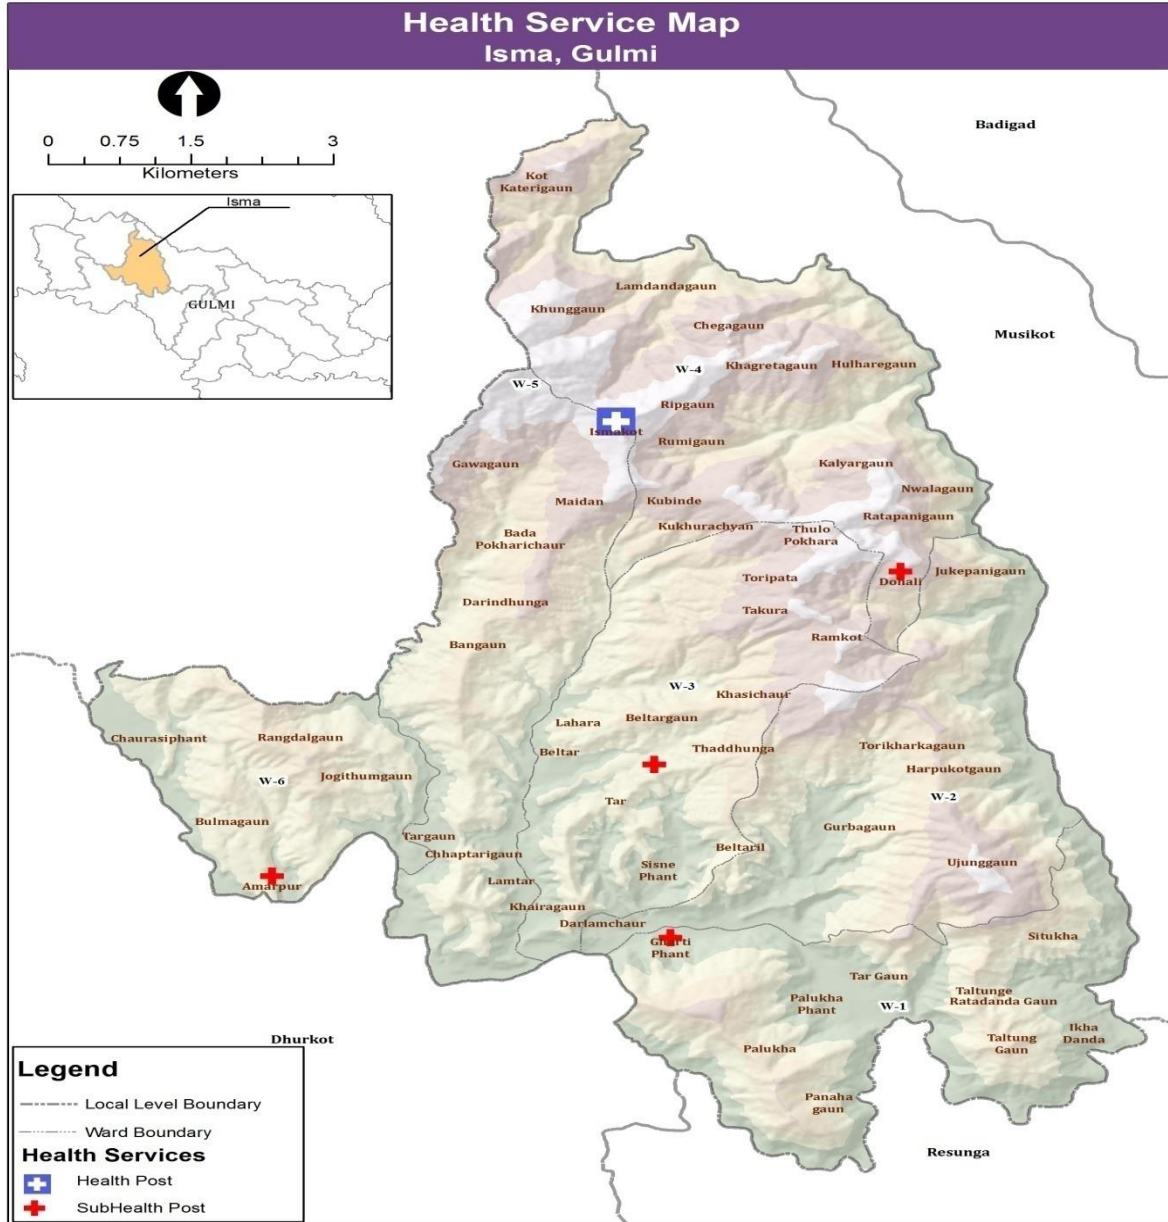 Health Service Map
Isma, Gulmi
0 0.75 1.5 3
Kilometers
Isma
GULMI
Badigad
Musikot
Kot
Katerigaun
Lamdandagaun
Khunggaun
Chegagaun
Khagretagaun
Hulharegaun
W-4
W-5
Ripgaun
Ismakot
Rumigaun
Gawagaun
Kalyargaun
Maidan
Kubinde
Nwalagaun
Kukhurachyan
Ratapanigaun
Thulo
Pokhara
Bada
Pokharichaur
Toripata
Dohali
Jukepanigaun
Darindhunga
Takura
Ramkot
Bangaun
W-3
Khasichaur
Lahara
Beltargaun
Beltar
Thaddhunga
Chaurasiphant
Rangdalgaun
Torikharkagaun
W-6
Jogithumgaun
Harpukotgaun
W-2
Tar
Bulmagaun
Gurbagaun
Targaun
Chhaptarigaun
Beltaril
Sisne
Phant
Ujunggaun
Amarpur
Lamtar
Khairagaun
Darlamchaur
Gharti
Phant
Situkha
Tar Gaun
Palukha
Phant
W-1
Taltunge
Ratadanda Gaun
Ikha
Danda
Taltung
Gaun
Palukha
Panaha
gaun
Dhurkot
Resunga
Legend
Local Level Boundary
Ward Boundary
Health Services
Health Post
SubHealth Post